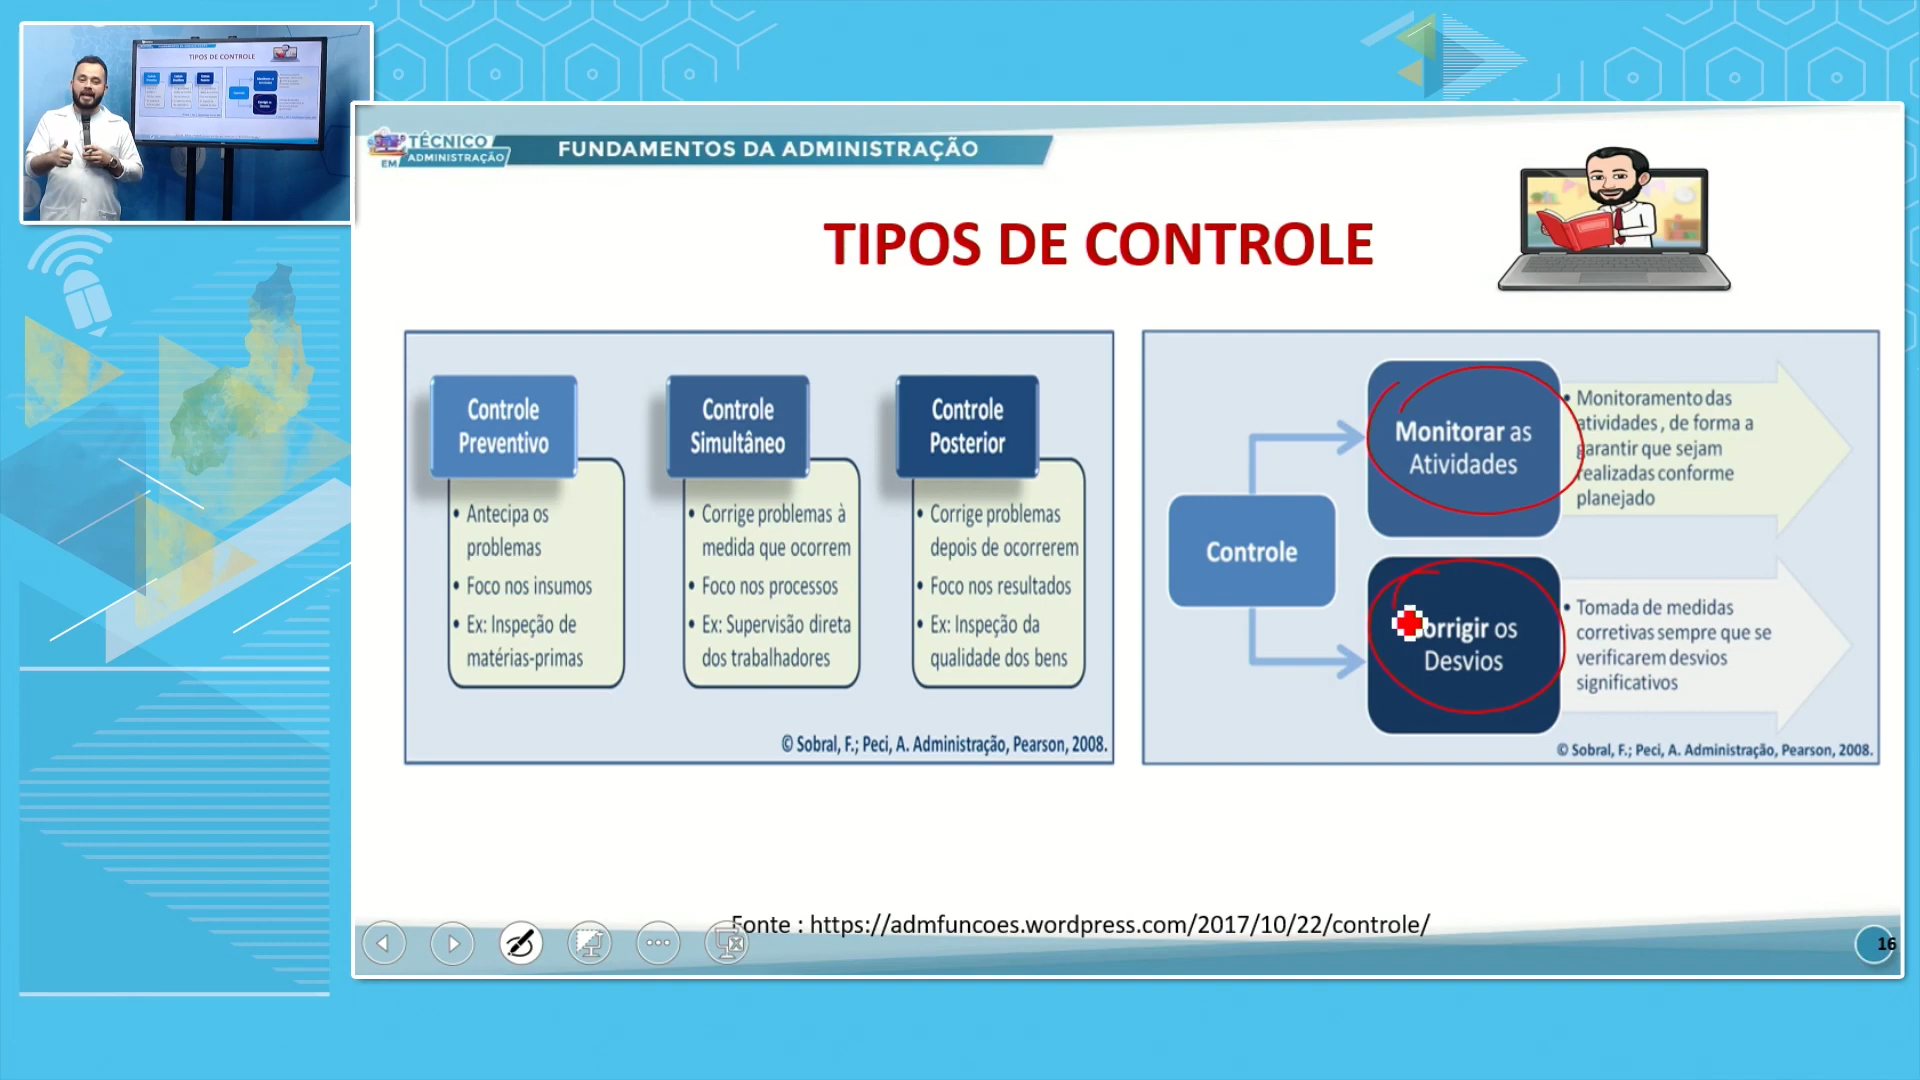 TÉCNICO
EM ADMINISTRAÇÃO
FUNDAMENTOS DA ADMINISTRAÇÃO
TIPOS DE CONTROLE
Controle
Preventivo
• Antecipa os
problemas
• Foco nos insumos
• Ex: Inspeção de
matérias-primas
Controle
Simultâneo
• Corrige problemas à
medida que ocorrem
• Foco nos processos
• Ex: Supervisão direta
dos trabalhadores
Controle
Posterior
• Corrige problemas
depois de ocorrerem
• Foco nos resultados
• Ex: Inspeção da
qualidade dos bens
© Sobral, F.; Peci, A. Administração, Pearson, 2008.
Controle
Monitorar as
Atividades
• Monitoramento das
atividades, de forma a
garantir que sejam
realizadas conforme
planejado
orrigir os
Desvios
• Tomada de medidas
corretivas sempre que se
verificarem desvios
significativos
© Sobral, F.; Peci, A. Administração, Pearson, 2008.
Fonte : https://admfuncoes.wordpress.com/2017/10/22/controle/
16
TIPOS DE CONTROLE